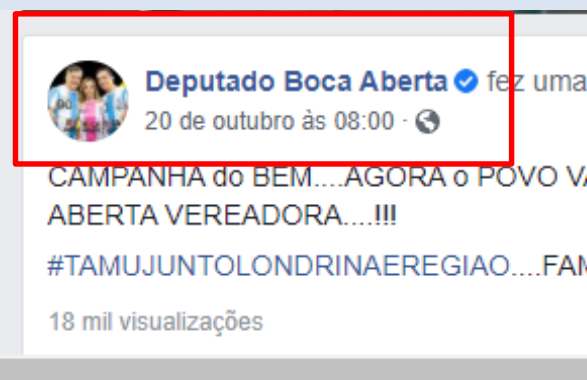 Deputado Boca Aberta fez uma
20 de outubro às 08:00 ·
CAMPANHA do BEM....AGORA o POVO
ABERTA VEREADORA....!!!
#TAMUJUNTOLONDRINAEREGIAO....
18 mil visualizações